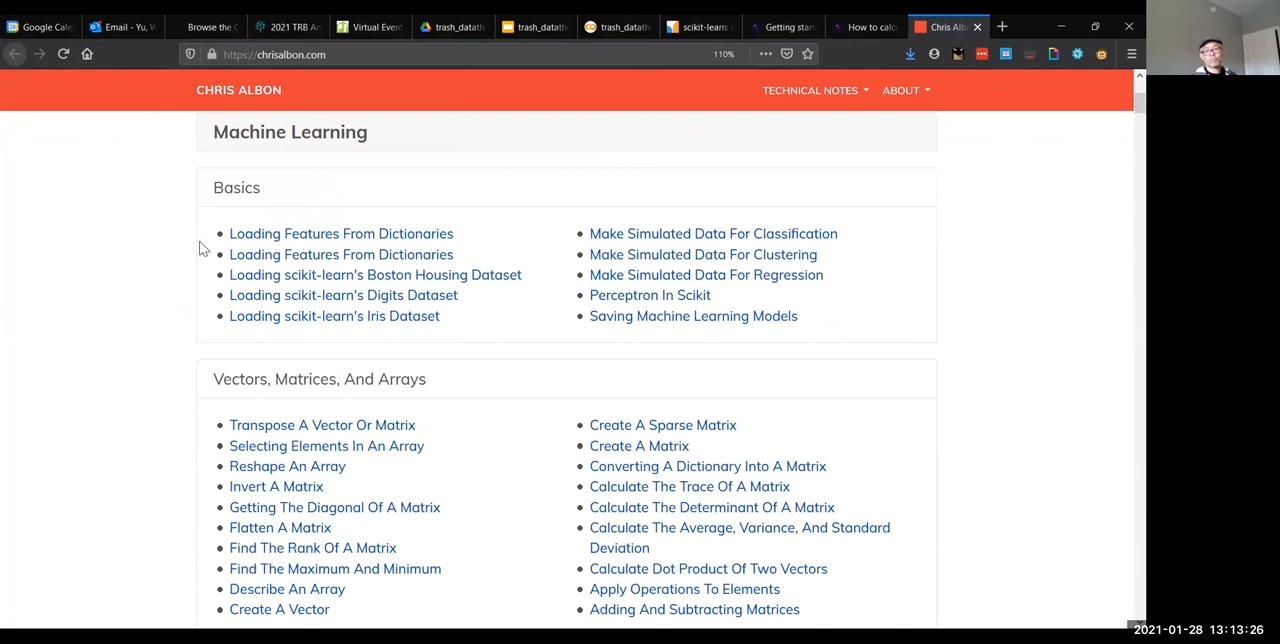 Google Cale
Email - Yu, W
Browse the C
2021 TRB An
Virtual Event
trash_datath
trash_datath
trash_datath
scikit-learn:
Getting start
How to calc
Chris Alb
https://chrisalbon.com
110%
CHRIS ALBON
TECHNICAL NOTES
ABOUT
Machine Learning
Basics
Loading Features From Dictionaries
Loading Features From Dictionaries
Loading scikit-learn's Boston Housing Dataset
Loading scikit-learn's Digits Dataset
Loading scikit-learn's Iris Dataset
Make Simulated Data For Classification
Make Simulated Data For Clustering
Make Simulated Data For Regression
Perceptron In Scikit
Saving Machine Learning Models
Vectors, Matrices, And Arrays
Transpose A Vector Or Matrix
Selecting Elements In An Array
Reshape An Array
Invert A Matrix
Getting The Diagonal Of A Matrix
Flatten A Matrix
Find The Rank Of A Matrix
Find The Maximum And Minimum
Describe An Array
Create A Vector
Create A Sparse Matrix
Create A Matrix
Converting A Dictionary Into A Matrix
Calculate The Trace Of A Matrix
Calculate The Determinant Of A Matrix
Calculate The Average, Variance, And Standard
Deviation
Calculate Dot Product Of Two Vectors
Apply Operations To Elements
Adding And Subtracting Matrices
2021-01-28 13:13:26